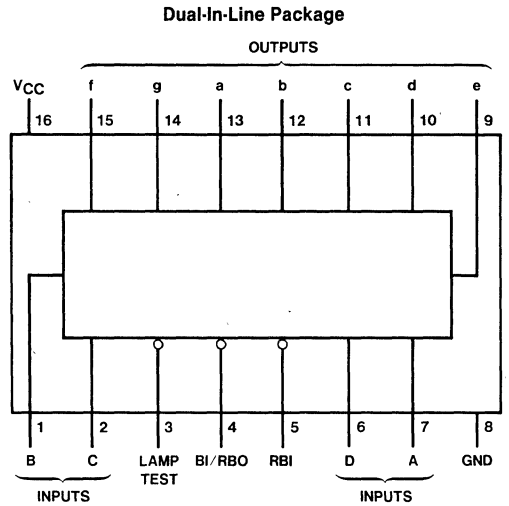 Dual-In-Line Package
OUTPUTS
VCC f g a b c d e
16 15 14 13 12 11 10 9
1 2 3 4 5 6 7 8
B C LAMP BI/RBO RBI D A GND
TEST
INPUTS INPUTS